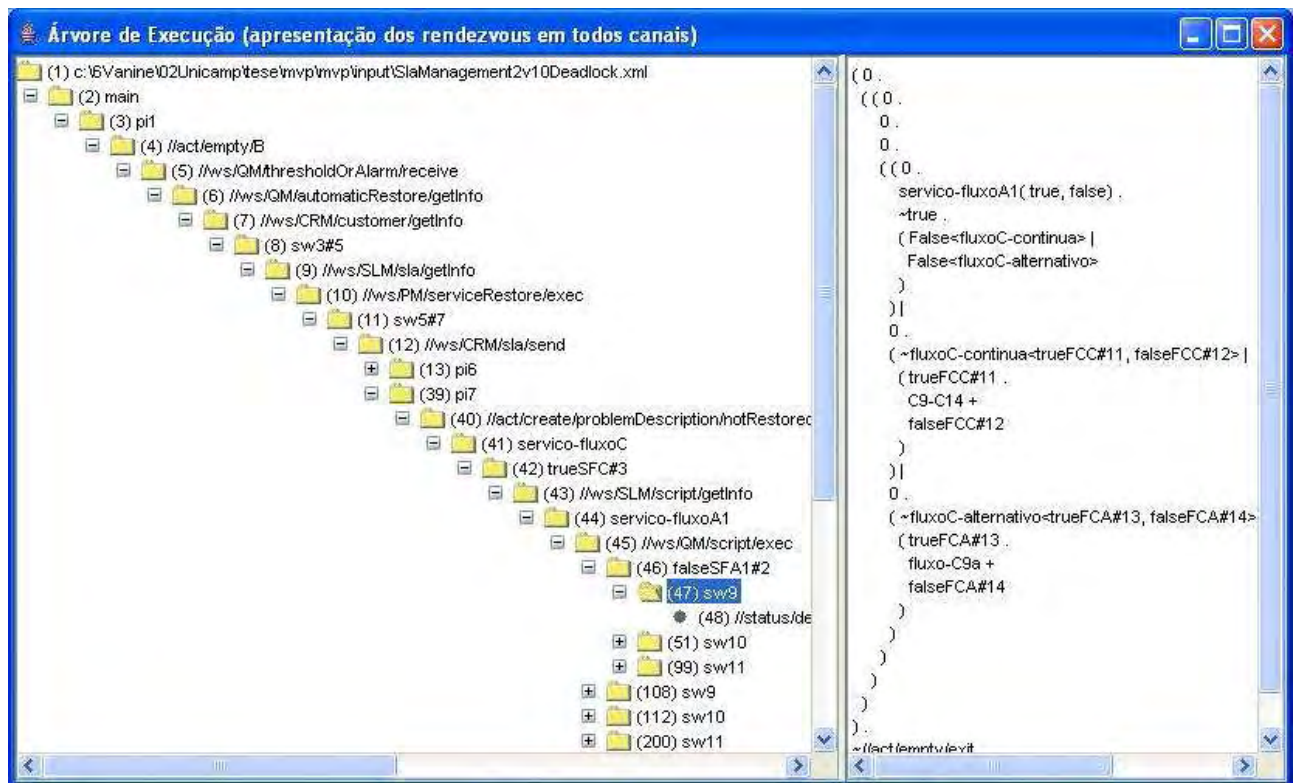 Árvore de Execução (apresentação dos rendezvous em todos canais)
(1) c:\6Vanine\02Unicamp\tese\mvp\mvp\input\SlaManagement2v10Deadlock.xml
(2) main
(3) pi1
(4) //act/empty/B
(5) //ws/QM/thresholdOrAlarm/receive
(6) //ws/QM/automaticRestore/getInfo
(7) //ws/CRM/customer/getInfo
(8) sw3#5
(9) //ws/SLM/sla/getInfo
(10) //ws/PM/serviceRestore/exec
(11) sw5#7
(12) //ws/CRM/sla/send
(13) pi6
(39) pi7
(40) //act/create/problemDescription/notRestored
(41) servico-fluxoC
(42) trueSFC#3
(43) //ws/SLM/script/getInfo
(44) servico-fluxoA1
(45) //ws/QM/script/exec
(46) falseSFA1#2
(47) sw9
(48) //status/de
(51) sw10
(99) sw11
(108) sw9
(112) sw10
(200) sw11
( 0 .
( ( 0 .
0 .
0 .
( ( 0 .
servico-fluxoA1( true, false) .
~true .
( False<fluxoC-continua> |
False<fluxoC-alternativo>
)
)|
0 .
( ~fluxoC-continua<trueFCC#11, falseFCC#12> |
( trueFCC#11 .
C9-C14 +
falseFCC#12
)
)|
0 .
( ~fluxoC-alternativo<trueFCA#13, falseFCA#14>
( trueFCA#13 .
fluxo-C9a +
falseFCA#14
)
)
)
)
)
) .
~//act/empty/exit